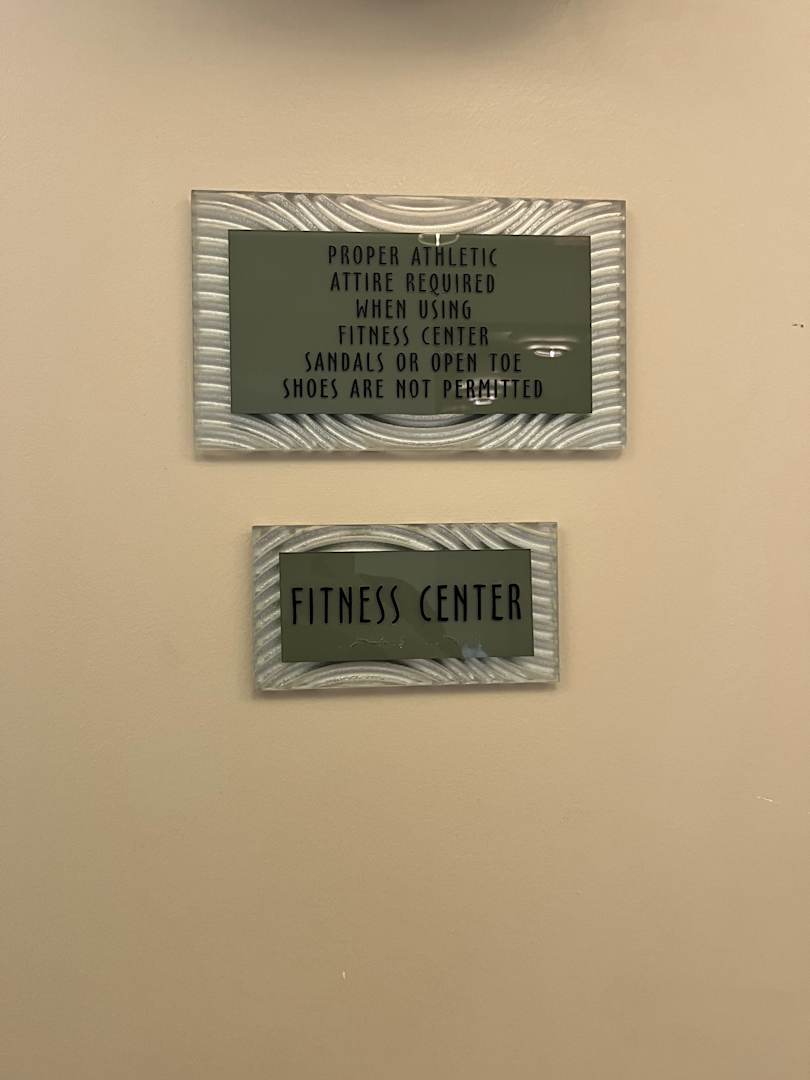 PROPER ATHLETIC
ATTIRE REQUIRED
WHEN USING
FITNESS CENTER
SANDALS OR OPEN TOE
SHOES ARE NOT PERMITTED
FITNESS CENTER